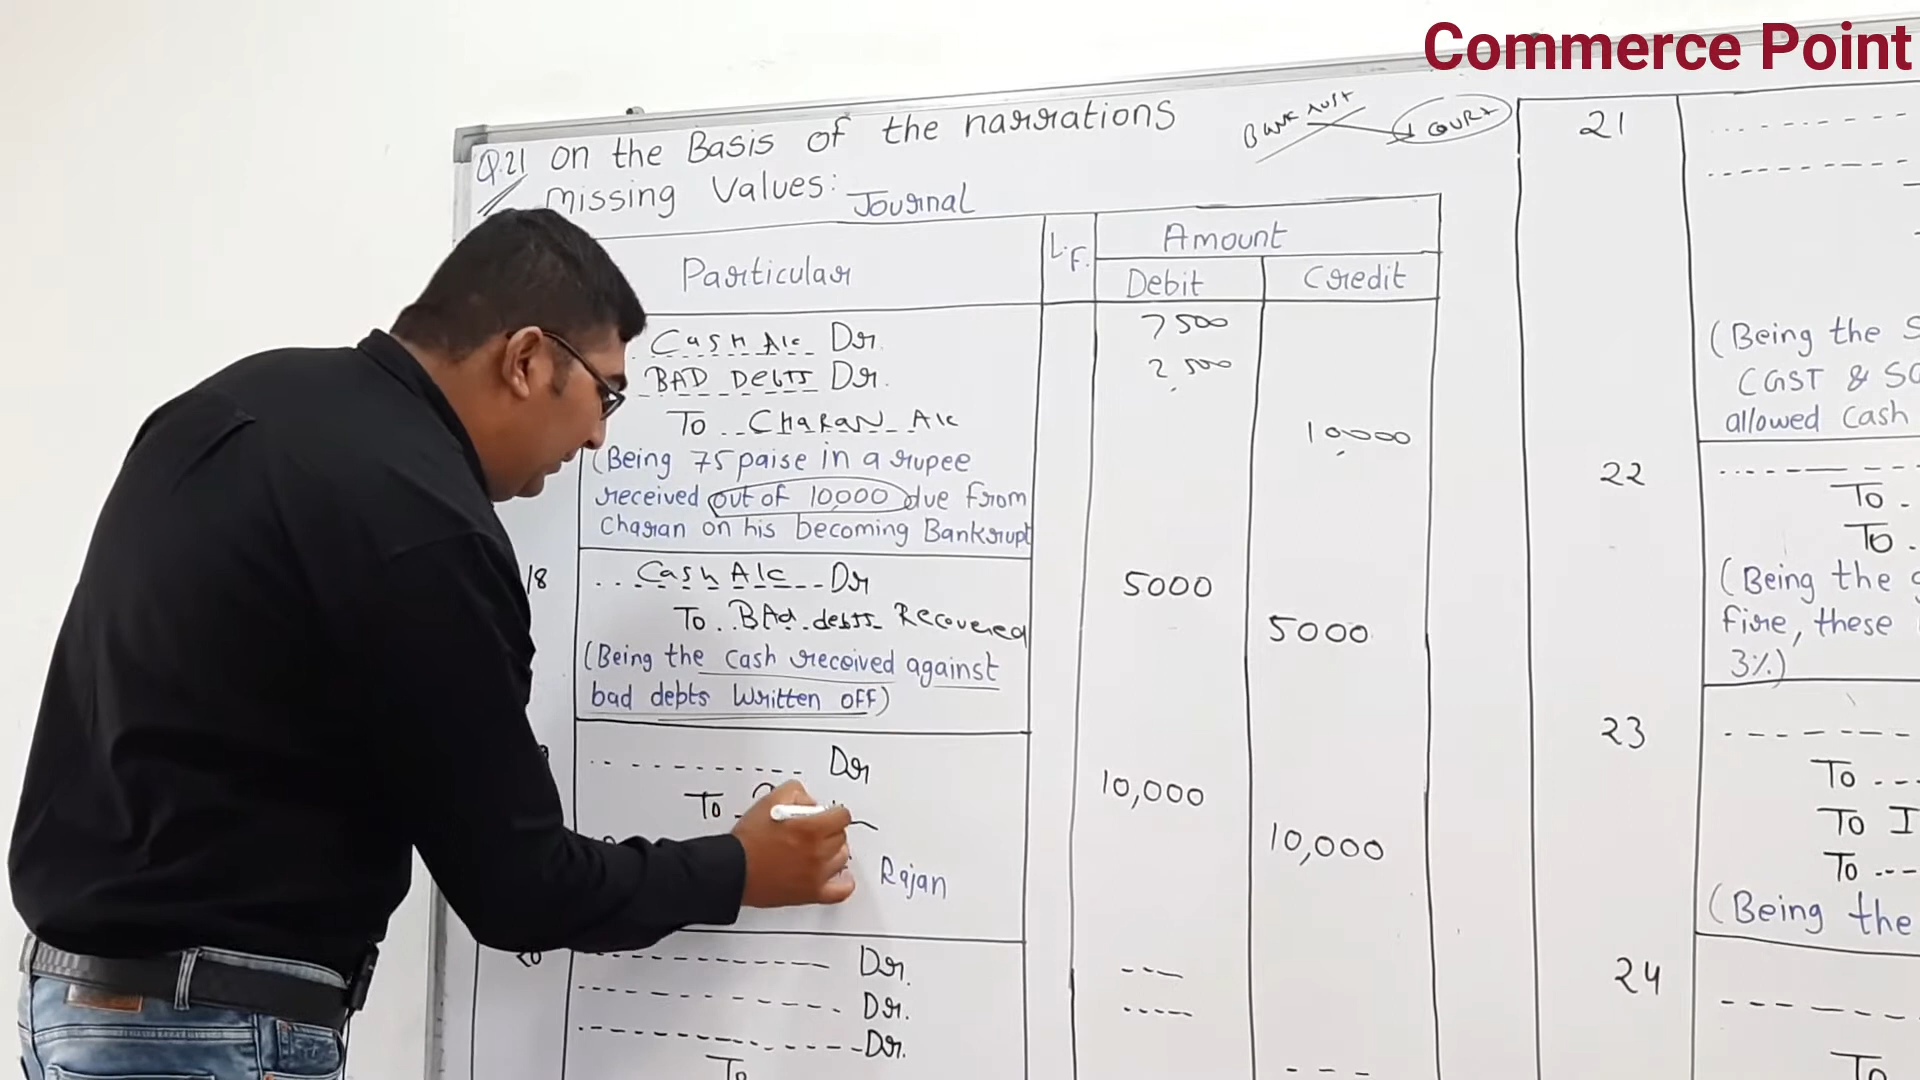 Commerce Point
Q.21 on the Basis of the narrations
missing Values:
Journal
BANK RUST COURT
Particular L.F. Amount
Debit Credit
Cash A/c Dr. 7500
BAD Debts Dr. 2,500
To CHARAN A/c 10,000
(Being 75 paise in a rupee
received out of 10,000 due from
Charan on his becoming Bankrupt
18 Cash A/c Dr 5000
To BAd debts Recovered 5000
(Being the cash received against
bad debts Written off)
Dr 10,000
To 10,000
Rajan
20 Dr.
Dr.
Dr.
To
21
(Being the S
CGST & SG
allowed Cash
22
To
To
(Being the g
fire, these
3%)
23
To
To I
To
(Being the
24
To